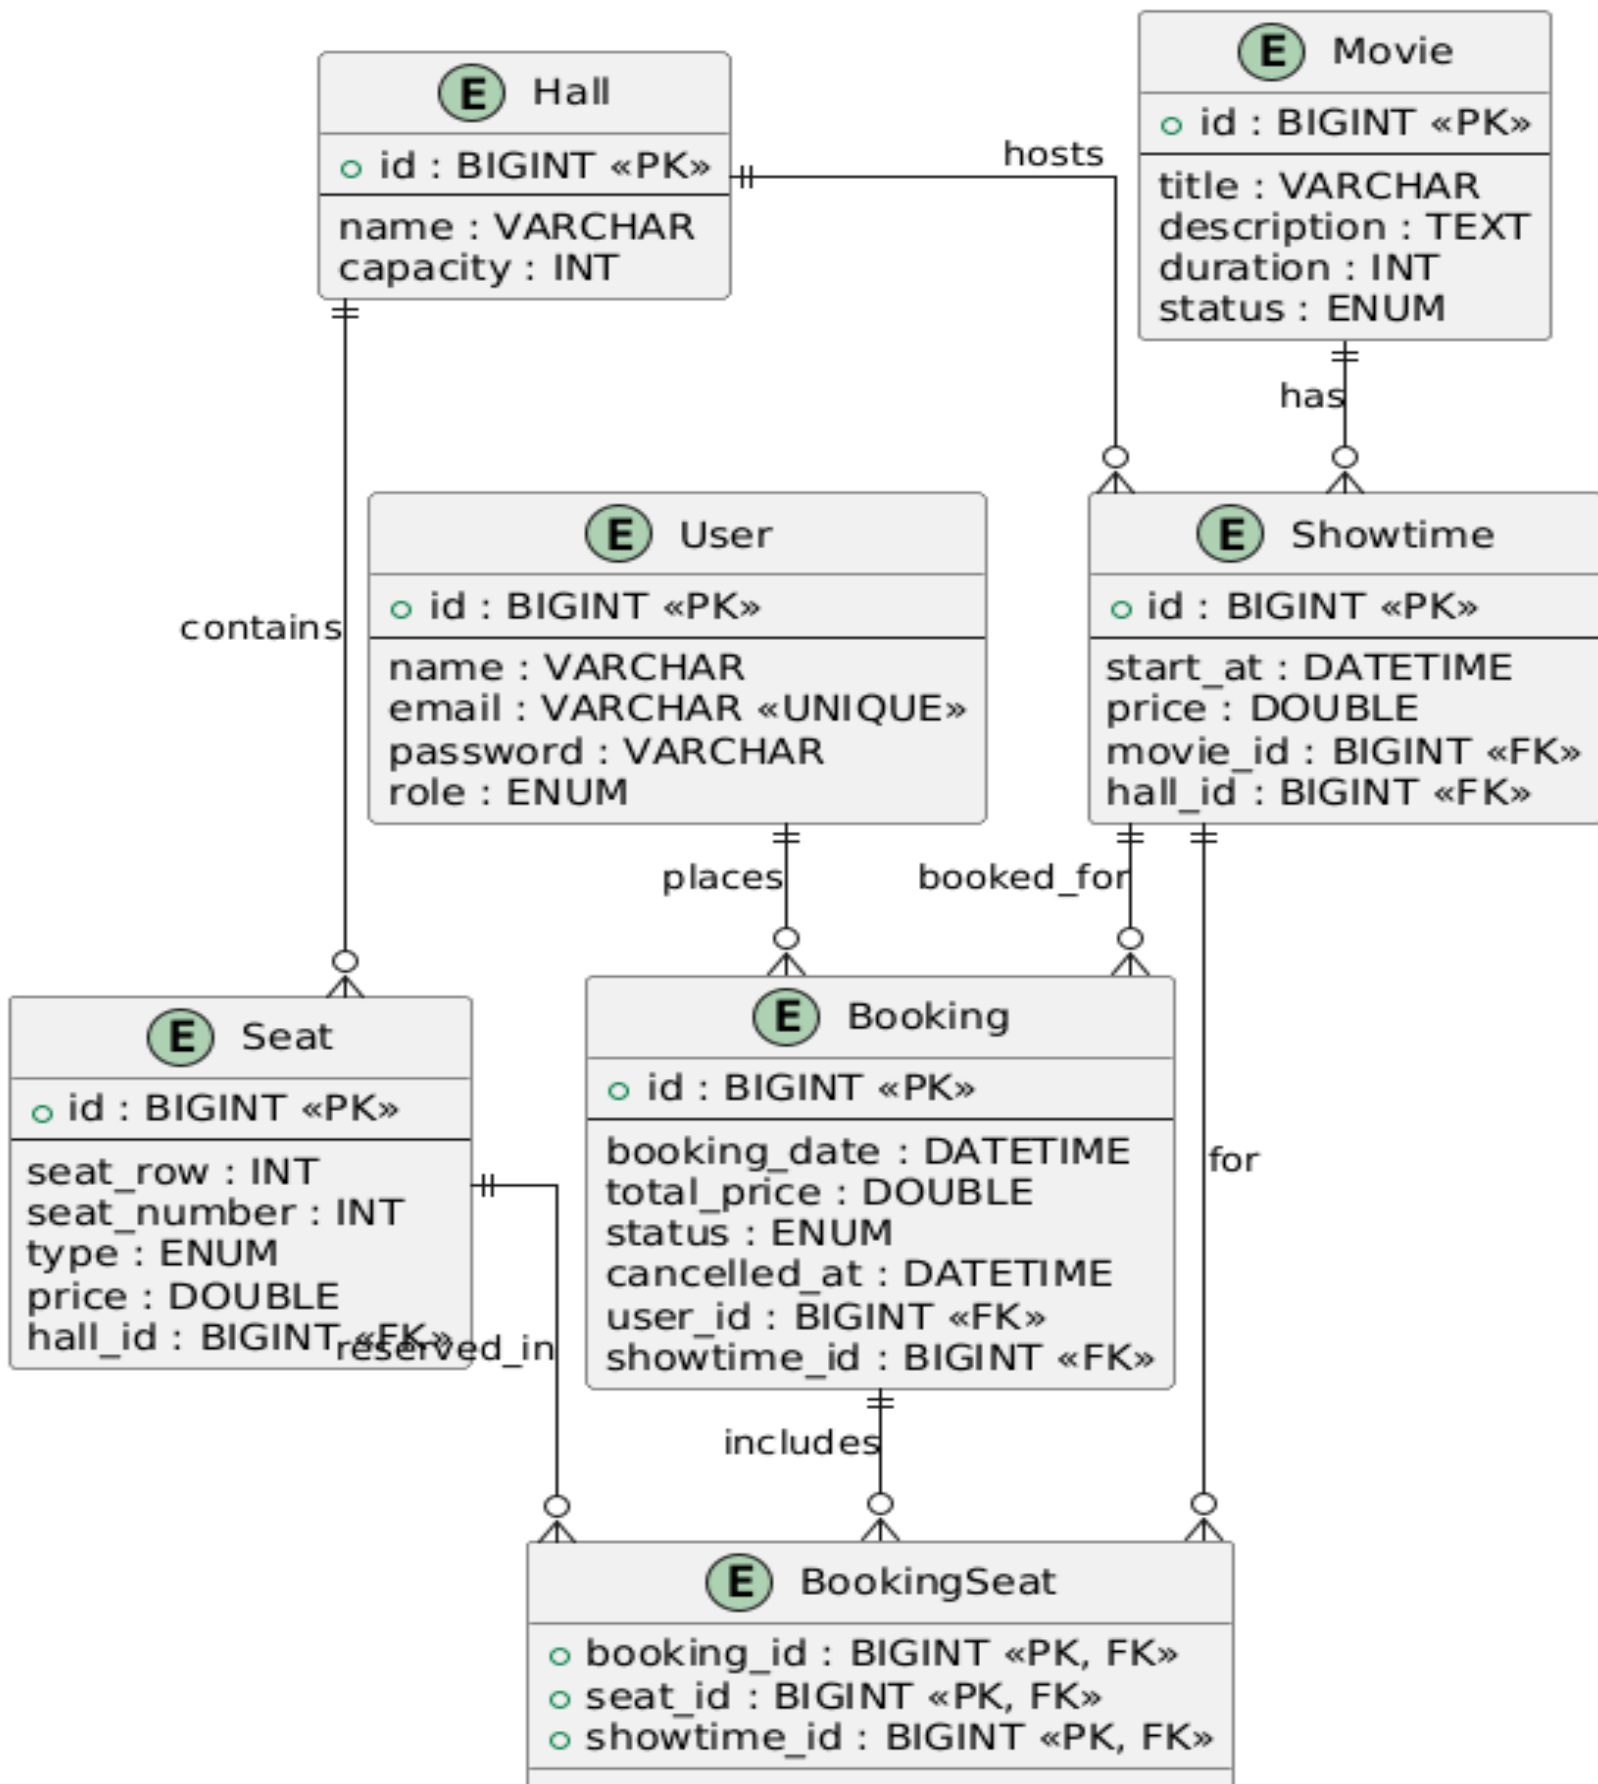 E Hall
id : BIGINT «PK»
name : VARCHAR
capacity : INT
E Movie
id : BIGINT «PK»
title : VARCHAR
description : TEXT
duration : INT
status : ENUM
hosts
has
E User
id : BIGINT «PK»
name : VARCHAR
email : VARCHAR «UNIQUE»
password : VARCHAR
role : ENUM
E Showtime
id : BIGINT «PK»
start_at : DATETIME
price : DOUBLE
movie_id : BIGINT «FK»
hall_id : BIGINT «FK»
contains
places
booked_for
E Seat
id : BIGINT «PK»
seat_row : INT
seat_number : INT
type : ENUM
price : DOUBLE
hall_id : BIGINT «FK»
reserved_in
E Booking
id : BIGINT «PK»
booking_date : DATETIME
total_price : DOUBLE
status : ENUM
cancelled_at : DATETIME
user_id : BIGINT «FK»
showtime_id : BIGINT «FK»
for
includes
E BookingSeat
booking_id : BIGINT «PK, FK»
seat_id : BIGINT «PK, FK»
showtime_id : BIGINT «PK, FK»